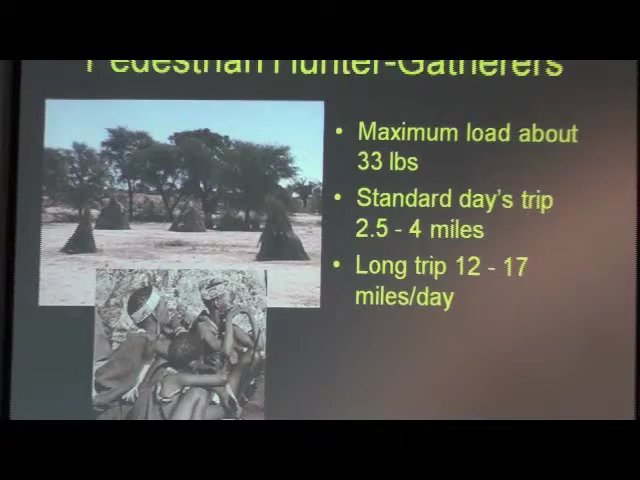 Pedestrian Hunter-Gatherers
• Maximum load about
33 lbs
• Standard day's trip
2.5 - 4 miles
• Long trip 12 - 17
miles/day